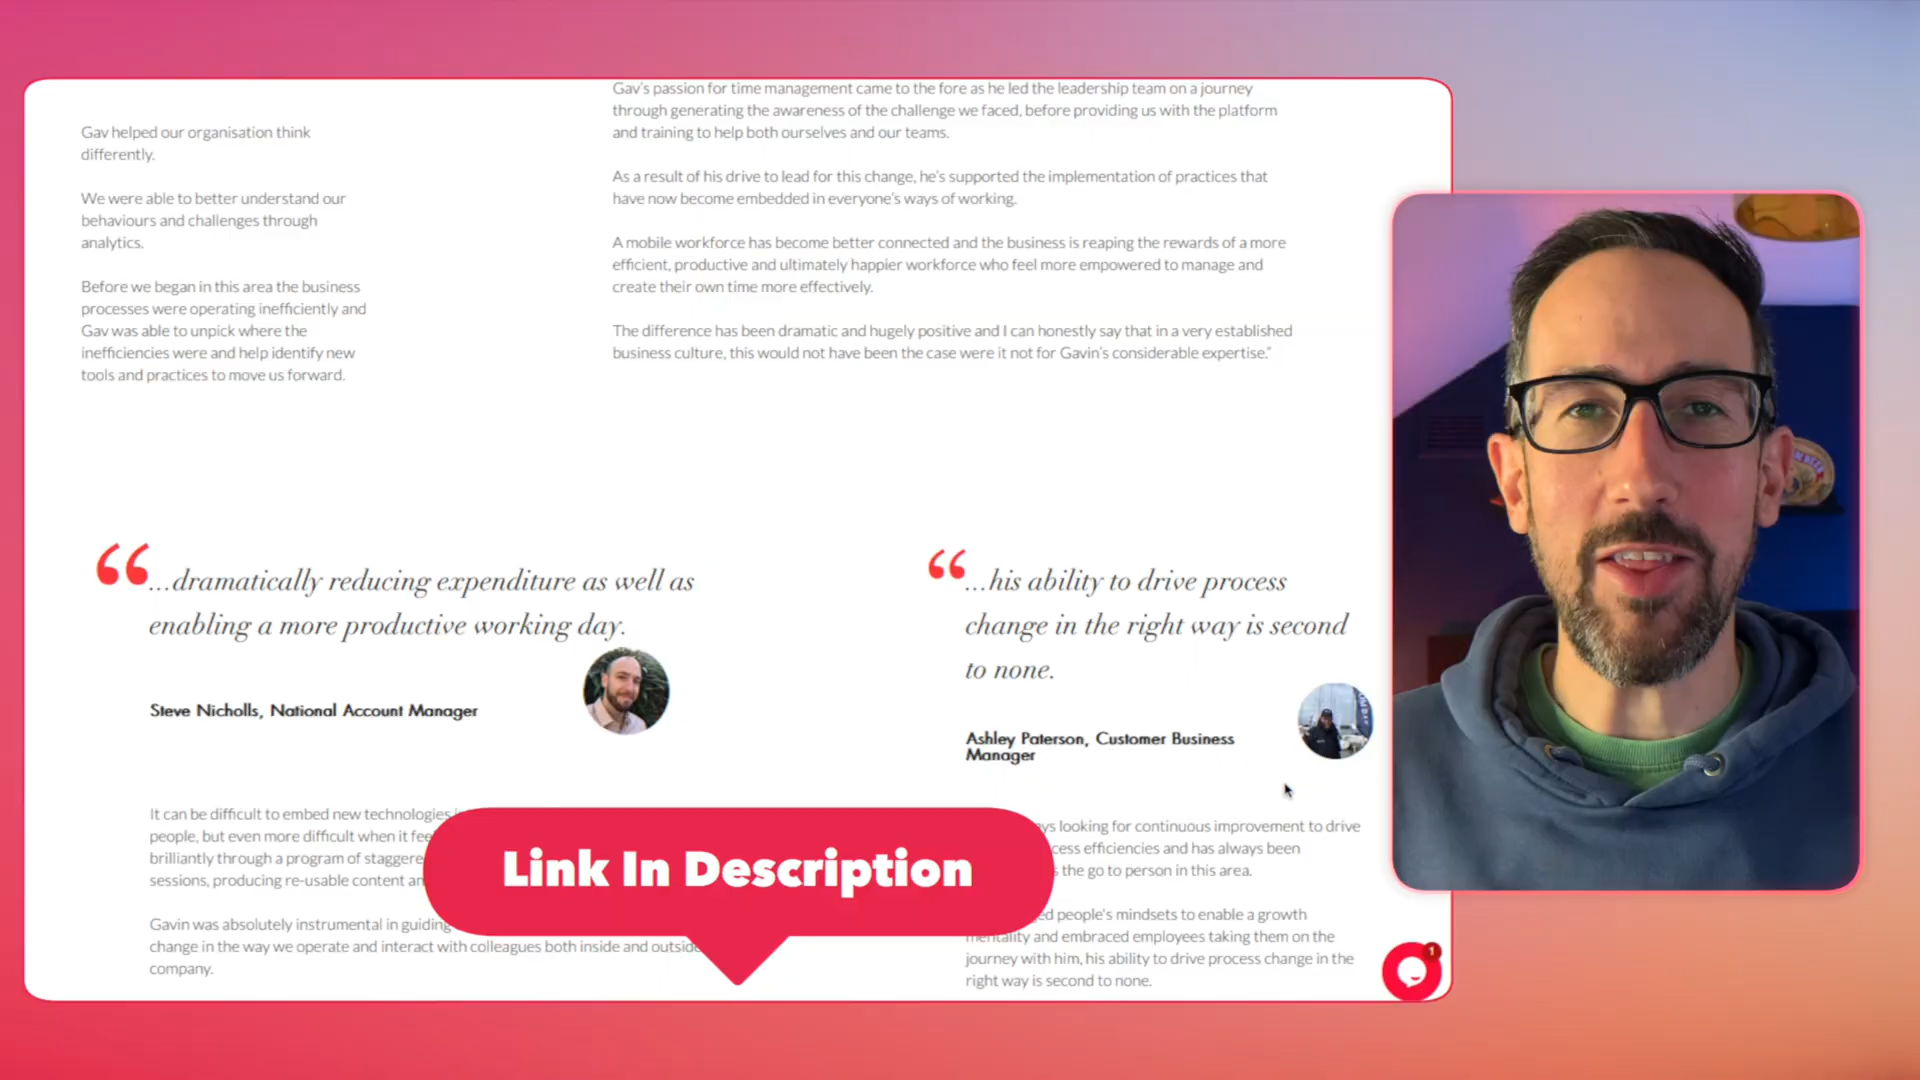 Gav helped our organisation think
differently.
We were able to better understand our
behaviours and challenges through
analytics.
Before we began in this area the business
processes were operating inefficiently and
Gav was able to unpick where the
inefficiencies were and help identify new
tools and practices to move us forward.
Gav's passion for time management came to the fore as he led the leadership team on a journey
through generating the awareness of the challenge we faced, before providing us with the platform
and training to help both ourselves and our teams.
As a result of his drive to lead for this change, he's supported the implementation of practices that
have now become embedded in everyone's ways of working.
A mobile workforce has become better connected and the business is reaping the rewards of a more
efficient, productive and ultimately happier workforce who feel more empowered to manage and
create their own time more effectively.
The difference has been dramatic and hugely positive and I can honestly say that in a very established
business culture, this would not have been the case were it not for Gavin's considerable expertise."
“ ...dramatically reducing expenditure as well as
enabling a more productive working day.
Steve Nicholls, National Account Manager
It can be difficult to embed new technologies
people, but even more difficult when it
brilliantly through a program of
sessions, producing re-usable content
Gavin was absolutely instrumental in guiding
change in the way we operate and interact with colleagues both inside and
company.
“ ...his ability to drive process
change in the right way is second
to none.
Ashley Paterson, Customer Business
Manager
looking for continuous improvement to drive
efficiencies and has always been
the go to person in this area.
people's mindsets to enable a growth
mentality and embraced employees taking them on the
journey with him, his ability to drive process change in the
right way is second to none.
Link In Description
1